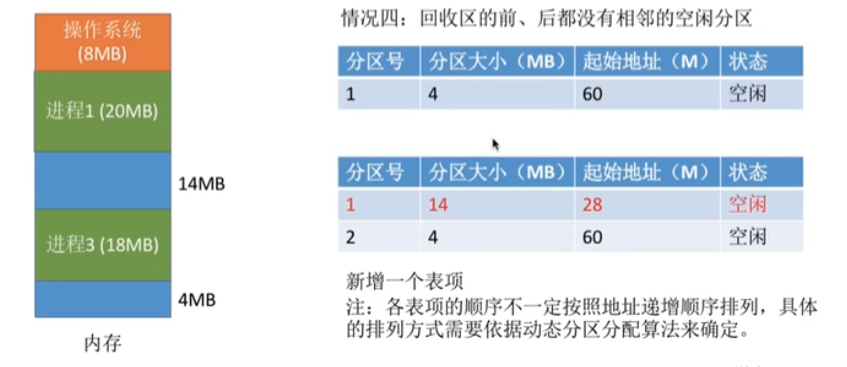 操作系统
(8MB)
进程1 (20MB)
14MB
进程3 (18MB)
4MB
内存
情况四：回收区的前、后都没有相邻的空闲分区
分区号 分区大小（MB） 起始地址（M） 状态
1 4 60 空闲
分区号 分区大小（MB） 起始地址（M） 状态
1 14 28 空闲
2 4 60 空闲
新增一个表项
注：各表项的顺序不一定按照地址递增顺序排列，具体
的排列方式需要依据动态分区分配算法来确定。